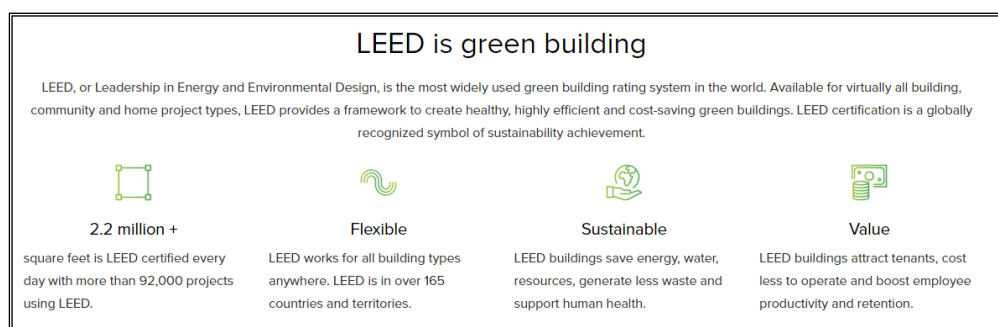 LEED is green building
LEED, or Leadership in Energy and Environmental Design, is the most widely used green building rating system in the world. Available for virtually all building,
community and home project types, LEED provides a framework to create healthy, highly efficient and cost-saving green buildings. LEED certification is a globally
recognized symbol of sustainability achievement.
2.2 million +
square feet is LEED certified every
day with more than 92,000 projects
using LEED.
Flexible
LEED works for all building types
anywhere. LEED is in over 165
countries and territories.
Sustainable
LEED buildings save energy, water,
resources, generate less waste and
support human health.
Value
LEED buildings attract tenants, cost
less to operate and boost employee
productivity and retention.